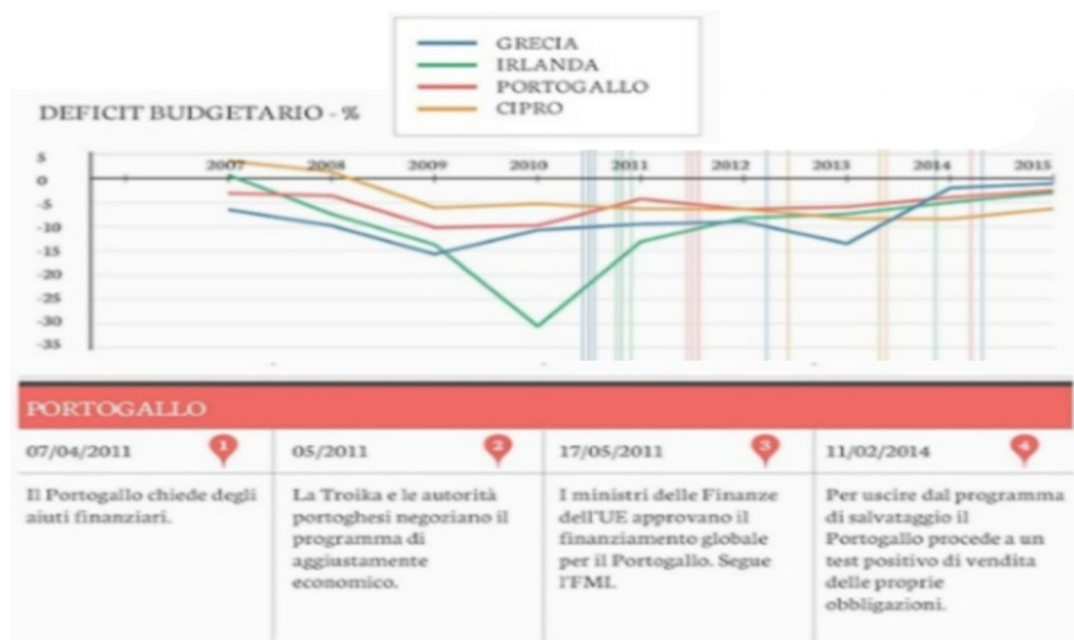 GRECIA
IRLANDA
PORTOGALLO
CIPRO
DEFICIT BUDGETARIO - %
5
0
-5
-10
-15
-20
-25
-30
-35
2007
2008
2009
2010
2011
2012
2013
2014
2015
PORTOGALLO
07/04/2011
1
Il Portogallo chiede degli
aiuti finanziari.
05/2011
2
La Troika e le autorità
portoghesi negoziano il
programma di
aggiustamente
economico.
17/05/2011
3
I ministri delle Finanze
dell'UE approvano il
finanziamento globale
per il Portogallo. Segue
l'FMI.
11/02/2014
4
Per uscire dal programma
di salvataggio il
Portogallo procede a un
test positivo di vendita
delle proprie
obbligazioni.